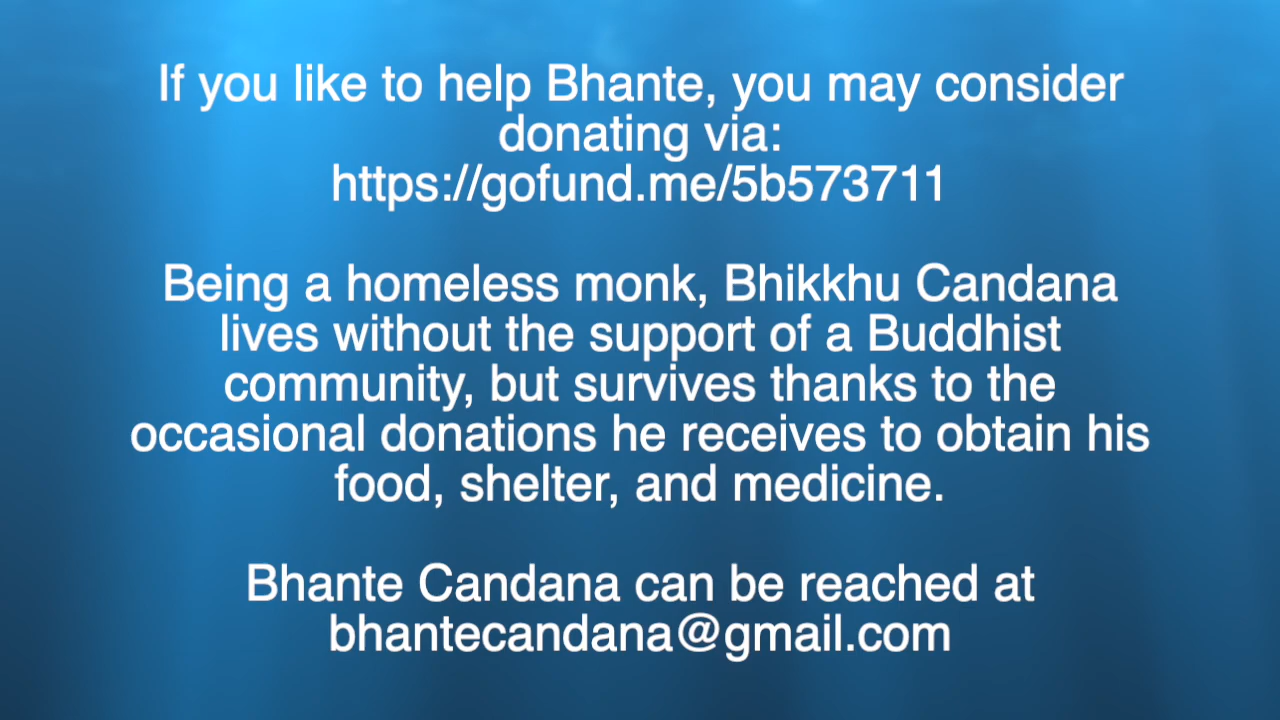 If you like to help Bhante, you may consider
donating via:
https://gofund.me/5b573711
Being a homeless monk, Bhikkhu Candana
lives without the support of a Buddhist
community, but survives thanks to the
occasional donations he receives to obtain his
food, shelter, and medicine.
Bhante Candana can be reached at
bhantecandana@gmail.com